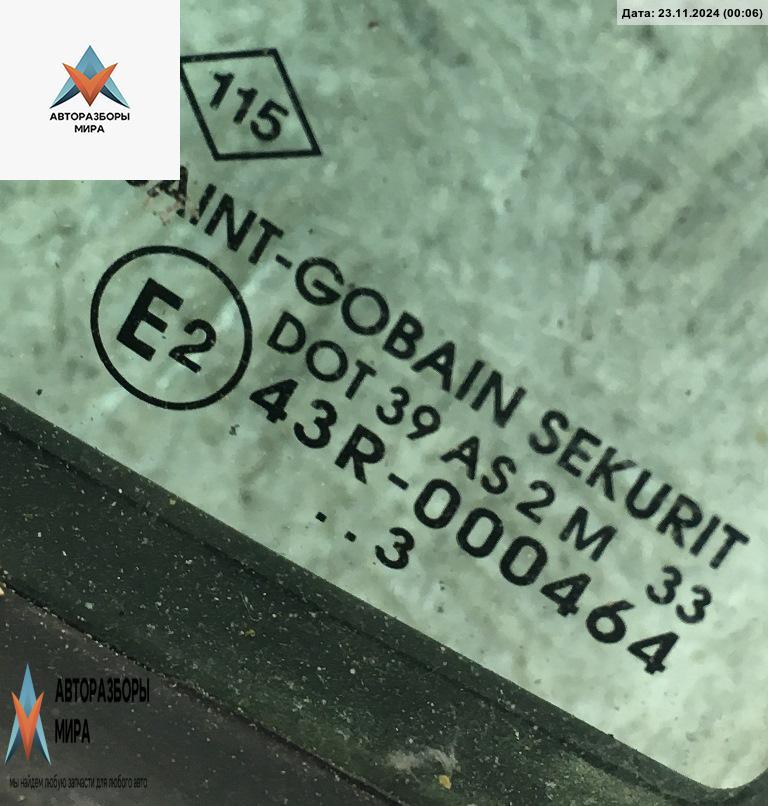 Дата: 23.11.2024 (00:06)
АВТОРАЗБОРЫ
МИРА
115
SAINT-GOBAIN SEKURIT
E2
DOT 39 AS 2 M 33
43R-000464
. . 3
АВТОРАЗБОРЫ
МИРА
мы найдем любую запчасти для любого авто